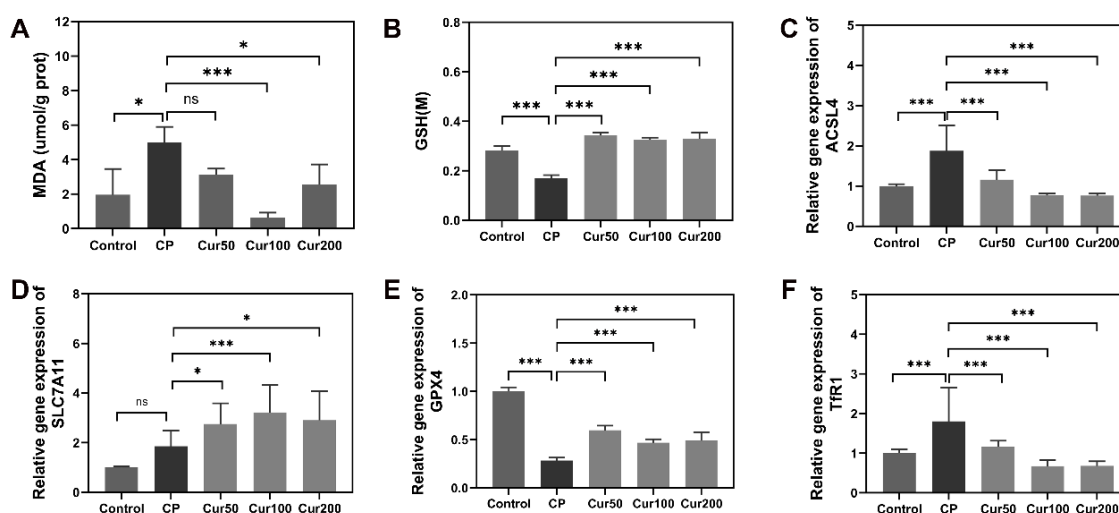 A
MDA (umol/g prot)
12
10
8
6
4
2
0
*
***
*
ns
Control CP Cur50 Cur100 Cur200
B
GSH(M)
0.8
0.6
0.4
0.2
0.0
***
***
*** ***
Control CP Cur50 Cur100 Cur200
C
Relative gene expression of
ACSL4
5
4
3
2
1
0
***
***
*** ***
Control CP Cur50 Cur100 Cur200
D
Relative gene expression of
SLC7A11
8
6
4
2
0
*
***
*
ns
Control CP Cur50 Cur100 Cur200
E
Relative gene expression of
GPX4
2.0
1.5
1.0
0.5
0.0
***
***
*** ***
Control CP Cur50 Cur100 Cur200
F
Relative gene expression of
TfR1
5
4
3
2
1
0
***
***
*** ***
Control CP Cur50 Cur100 Cur200